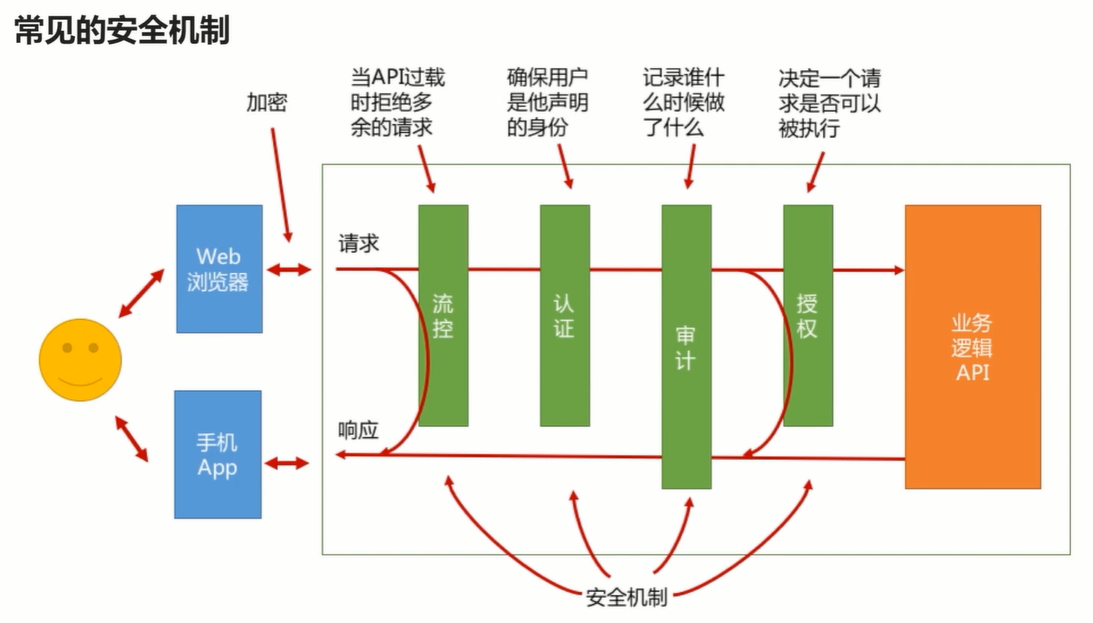 常见的安全机制
加密
当API过载
时拒绝多
余的请求
确保用户
是他声明
的身份
记录谁什
么时候做
了什么
决定一个请
求是否可以
被执行
Web
浏览器
手机
App
请求
响应
流
控
认
证
审
计
授
权
业务
逻辑
API
安全机制